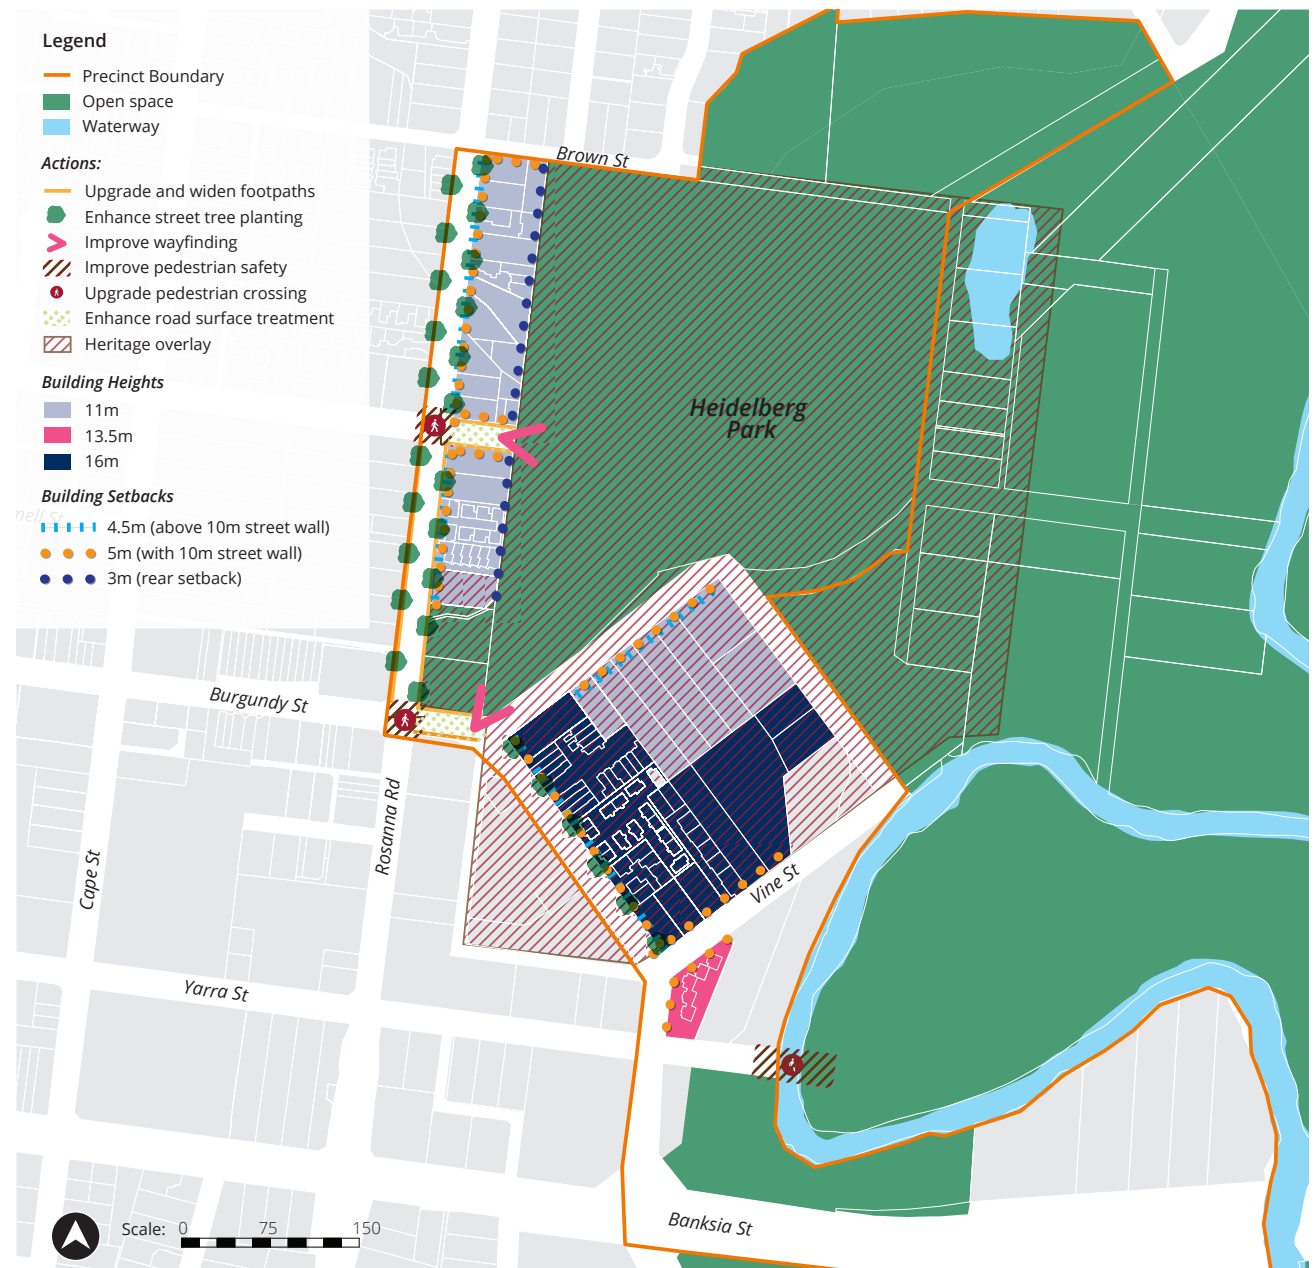 Legend
Precinct Boundary
Open space
Waterway
Actions:
Upgrade and widen footpaths
Enhance street tree planting
Improve wayfinding
Improve pedestrian safety
Upgrade pedestrian crossing
Enhance road surface treatment
Heritage overlay
Building Heights
11m
13.5m
16m
Building Setbacks
4.5m (above 10m street wall)
5m (with 10m street wall)
3m (rear setback)
Brown St
Heidelberg
Park
Burgundy St
Rosanna Rd
Cape St
Vine St
Yarra St
Banksia St
Scale: 0 75 150